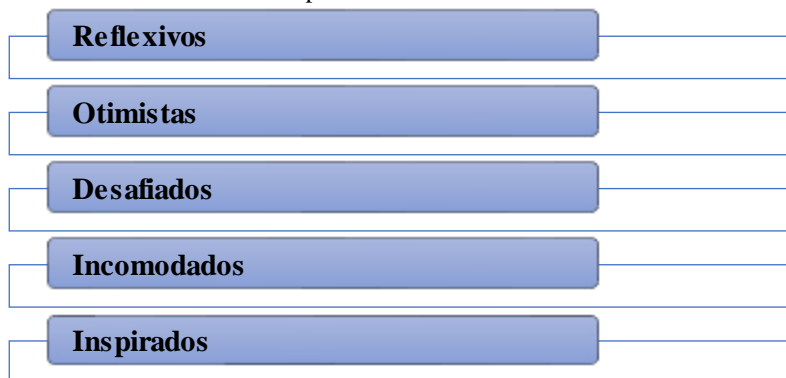 Reflexivos
Otimistas
Desafiados
Incomodados
Inspirados